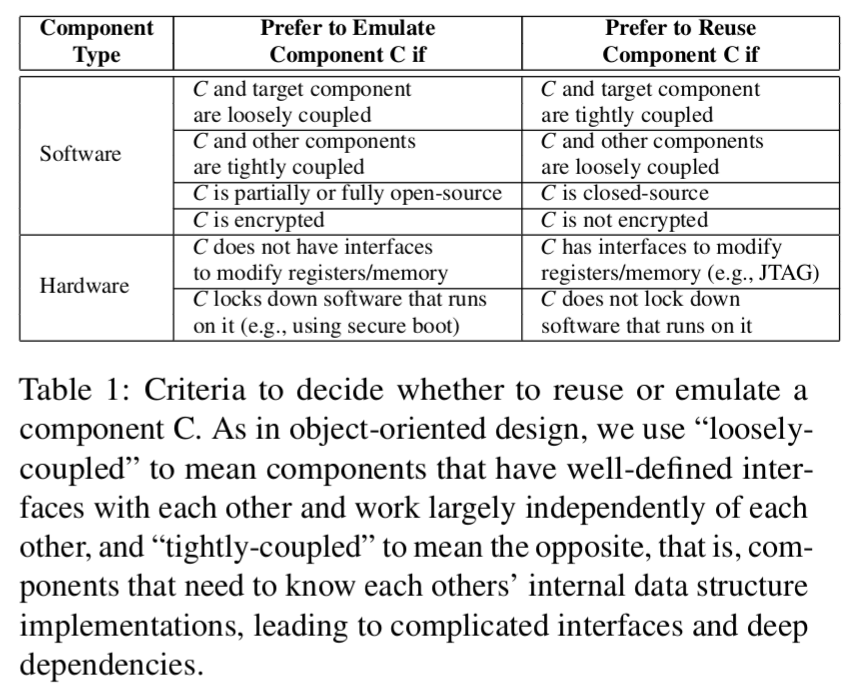 Component Type
Prefer to Emulate Component C if
Prefer to Reuse Component C if
Software
C and target component
are loosely coupled
C and target component
are tightly coupled
C and other components
are tightly coupled
C and other components
are loosely coupled
C is partially or fully open-source
C is closed-source
C is encrypted
C is not encrypted
Hardware
C does not have interfaces
to modify registers/memory
C has interfaces to modify
registers/memory (e.g., JTAG)
C locks down software that runs
on it (e.g., using secure boot)
C does not lock down
software that runs on it
Table 1: Criteria to decide whether to reuse or emulate a
component C. As in object-oriented design, we use “loosely-
coupled” to mean components that have well-defined inter-
faces with each other and work largely independently of each
other, and “tightly-coupled” to mean the opposite, that is, com-
ponents that need to know each others’ internal data structure
implementations, leading to complicated interfaces and deep
dependencies.